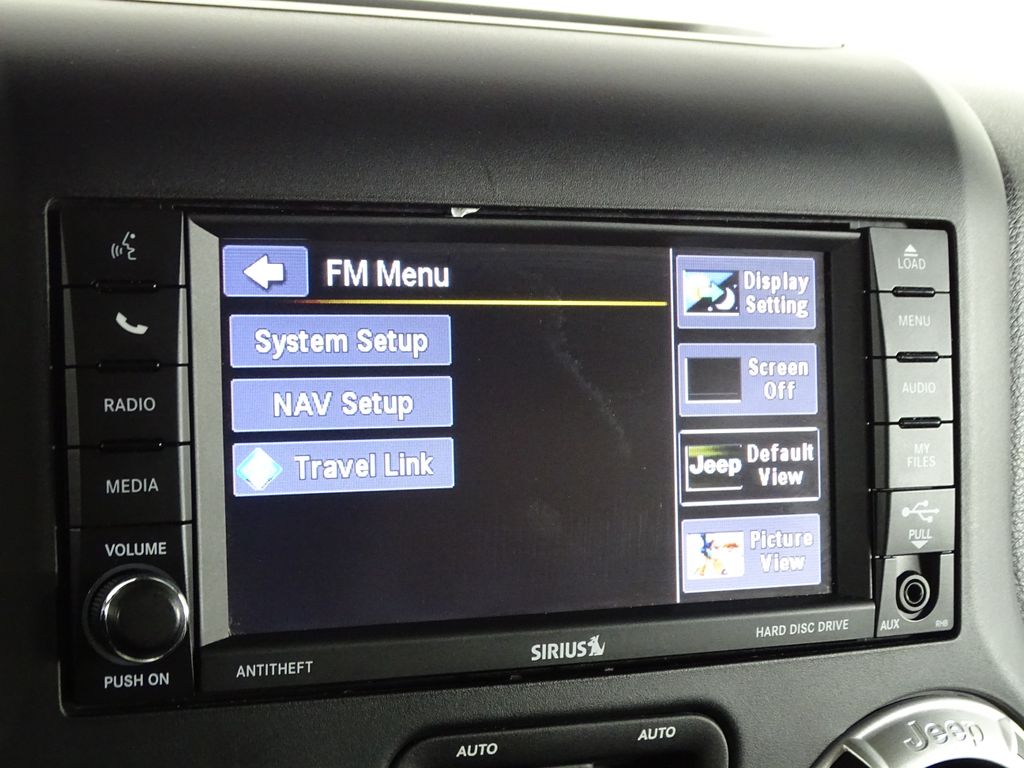 FM Menu
Display
Setting
System Setup
Screen
Off
NAV Setup
Travel Link
Jeep
Default
View
Picture
View
RADIO
MEDIA
VOLUME
PUSH ON
LOAD
MENU
AUDIO
MY
FILES
PULL
AUX
RHB
ANTITHEFT
SIRIUS
HARD DISC DRIVE
AUTO
AUTO
Jeep